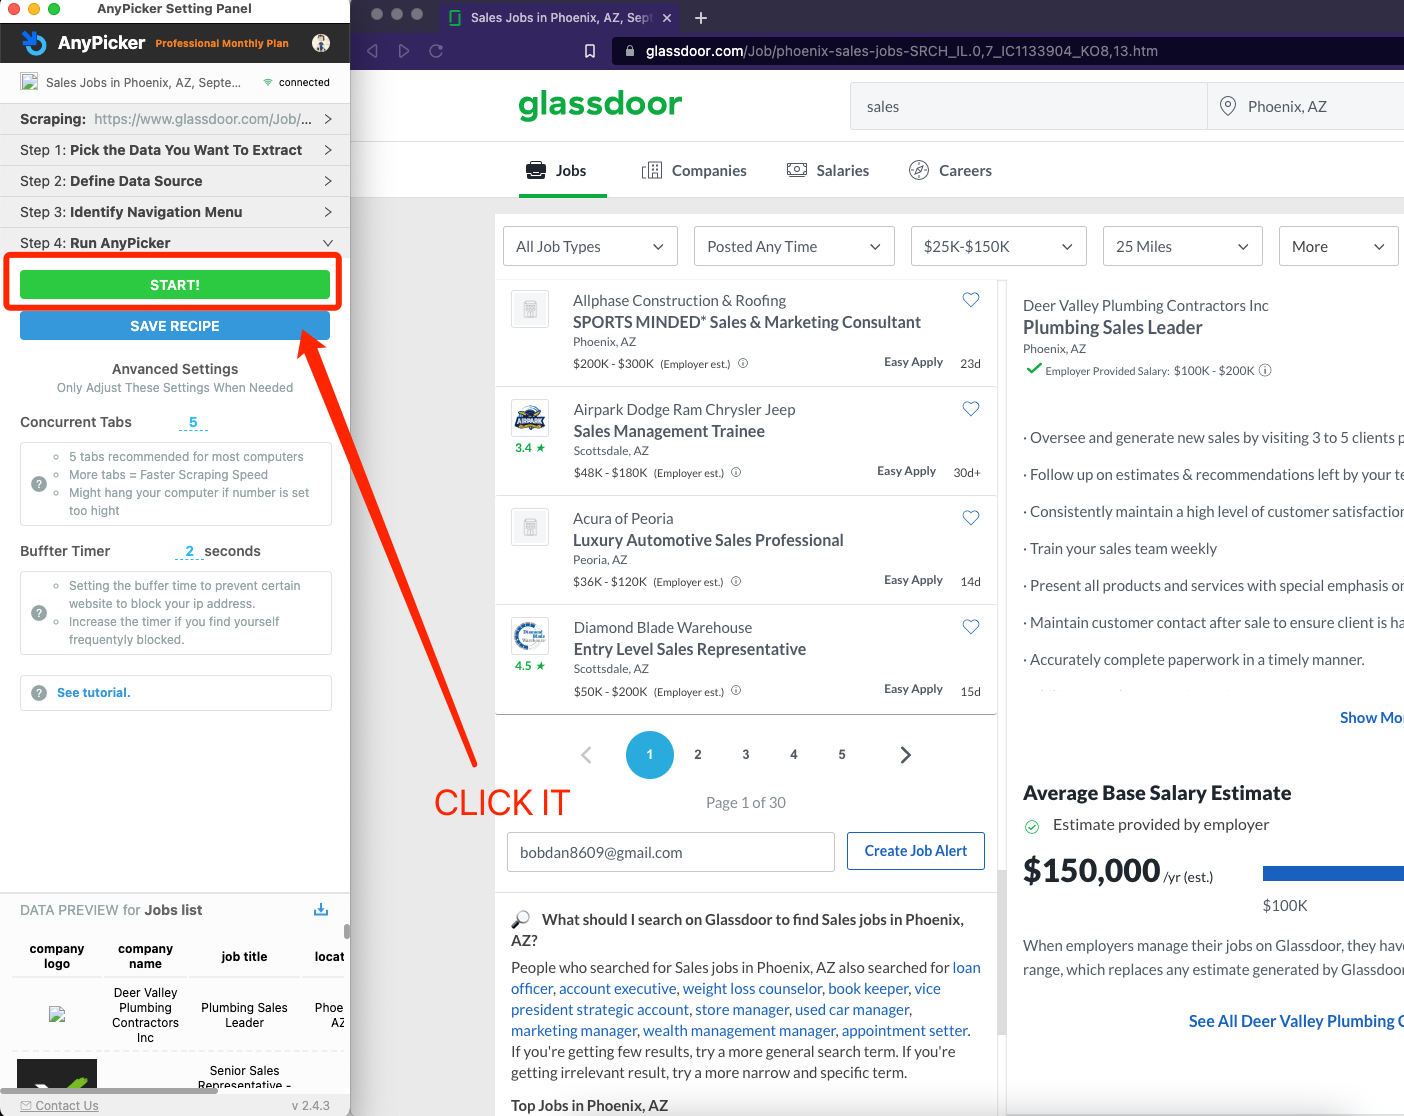 AnyPicker Setting Panel
AnyPicker Professional Monthly Plan
Sales Jobs in Phoenix, AZ, Septe... connected
Scraping: https://www.glassdoor.com/Job/...
Step 1: Pick the Data You Want To Extract
Step 2: Define Data Source
Step 3: Identify Navigation Menu
Step 4: Run AnyPicker
START!
SAVE RECIPE
Advanced Settings
Only Adjust These Settings When Needed
Concurrent Tabs 5
5 tabs recommended for most computers
More tabs = Faster Scraping Speed
Might hang your computer if number is set
too hight
Buffter Timer 2 seconds
Setting the buffer time to prevent certain
website to block your ip address.
Increase the timer if you find yourself
frequentyly blocked.
See tutorial.
DATA PREVIEW for Jobs list
company logo company name job title locat
Deer Valley
Plumbing
Contractors
Inc
Plumbing Sales
Leader
Phoe
AZ
Senior Sales
Representative -
Contact Us v 2.4.3
Sales Jobs in Phoenix, AZ, Sept
glassdoor.com/Job/phoenix-sales-jobs-SRCH_IL.0,7_IC1133904_KO8,13.htm
glassdoor
sales
Phoenix, AZ
Jobs Companies Salaries Careers
All Job Types Posted Any Time $25K-$150K 25 Miles More
Allphase Construction & Roofing
SPORTS MINDED* Sales & Marketing Consultant
Phoenix, AZ
$200K - $300K (Employer est.) Easy Apply 23d
AIRPARK
Airpark Dodge Ram Chrysler Jeep
Sales Management Trainee
3.4 ★
Scottsdale, AZ
$48K - $180K (Employer est.) Easy Apply 30d+
Acura of Peoria
Luxury Automotive Sales Professional
Peoria, AZ
$36K - $120K (Employer est.) Easy Apply 14d
Diamond Blade Warehouse
Diamond Blade Warehouse
Entry Level Sales Representative
4.5 ★
Scottsdale, AZ
$50K - $200K (Employer est.) Easy Apply 15d
1 2 3 4 5
CLICK IT
Page 1 of 30
bobdan8609@gmail.com
Create Job Alert
What should I search on Glassdoor to find Sales jobs in Phoenix,
AZ?
People who searched for Sales jobs in Phoenix, AZ also searched for loan
officer, account executive, weight loss counselor, book keeper, vice
president strategic account, store manager, used car manager,
marketing manager, wealth management manager, appointment setter.
If you're getting few results, try a more general search term. If you're
getting irrelevant result, try a more narrow and specific term.
Top Jobs in Phoenix, AZ
Deer Valley Plumbing Contractors Inc
Plumbing Sales Leader
Phoenix, AZ
Employer Provided Salary: $100K - $200K
· Oversee and generate new sales by visiting 3 to 5 clients p
· Follow up on estimates & recommendations left by your te
· Consistently maintain a high level of customer satisfaction
· Train your sales team weekly
· Present all products and services with special emphasis on
· Maintain customer contact after sale to ensure client is ha
· Accurately complete paperwork in a timely manner.
Show Mo
Average Base Salary Estimate
Estimate provided by employer
$150,000 /yr (est.)
$100K
When employers manage their jobs on Glassdoor, they have
range, which replaces any estimate generated by Glassdoor
See All Deer Valley Plumbing C